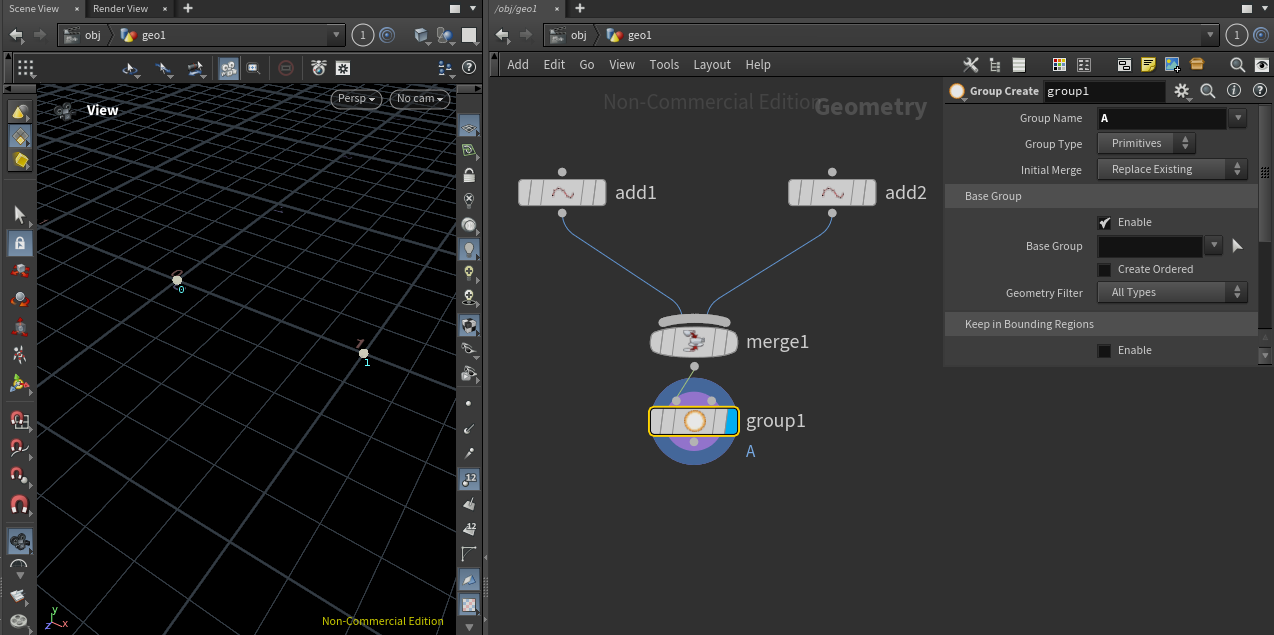 Scene View × Render View × +
obj geo1 1
Persp No cam
View
0
1
12
12
y
z x
Non-Commercial Edition
/obj/geo1 × +
obj geo1 1
Add Edit Go View Tools Layout Help
Non-Commercial Edition
Geometry
add1
add2
merge1
group1
A
Group Create group1
Group Name A
Group Type Primitives
Initial Merge Replace Existing
Base Group
Enable
Base Group
Create Ordered
Geometry Filter All Types
Keep in Bounding Regions
Enable